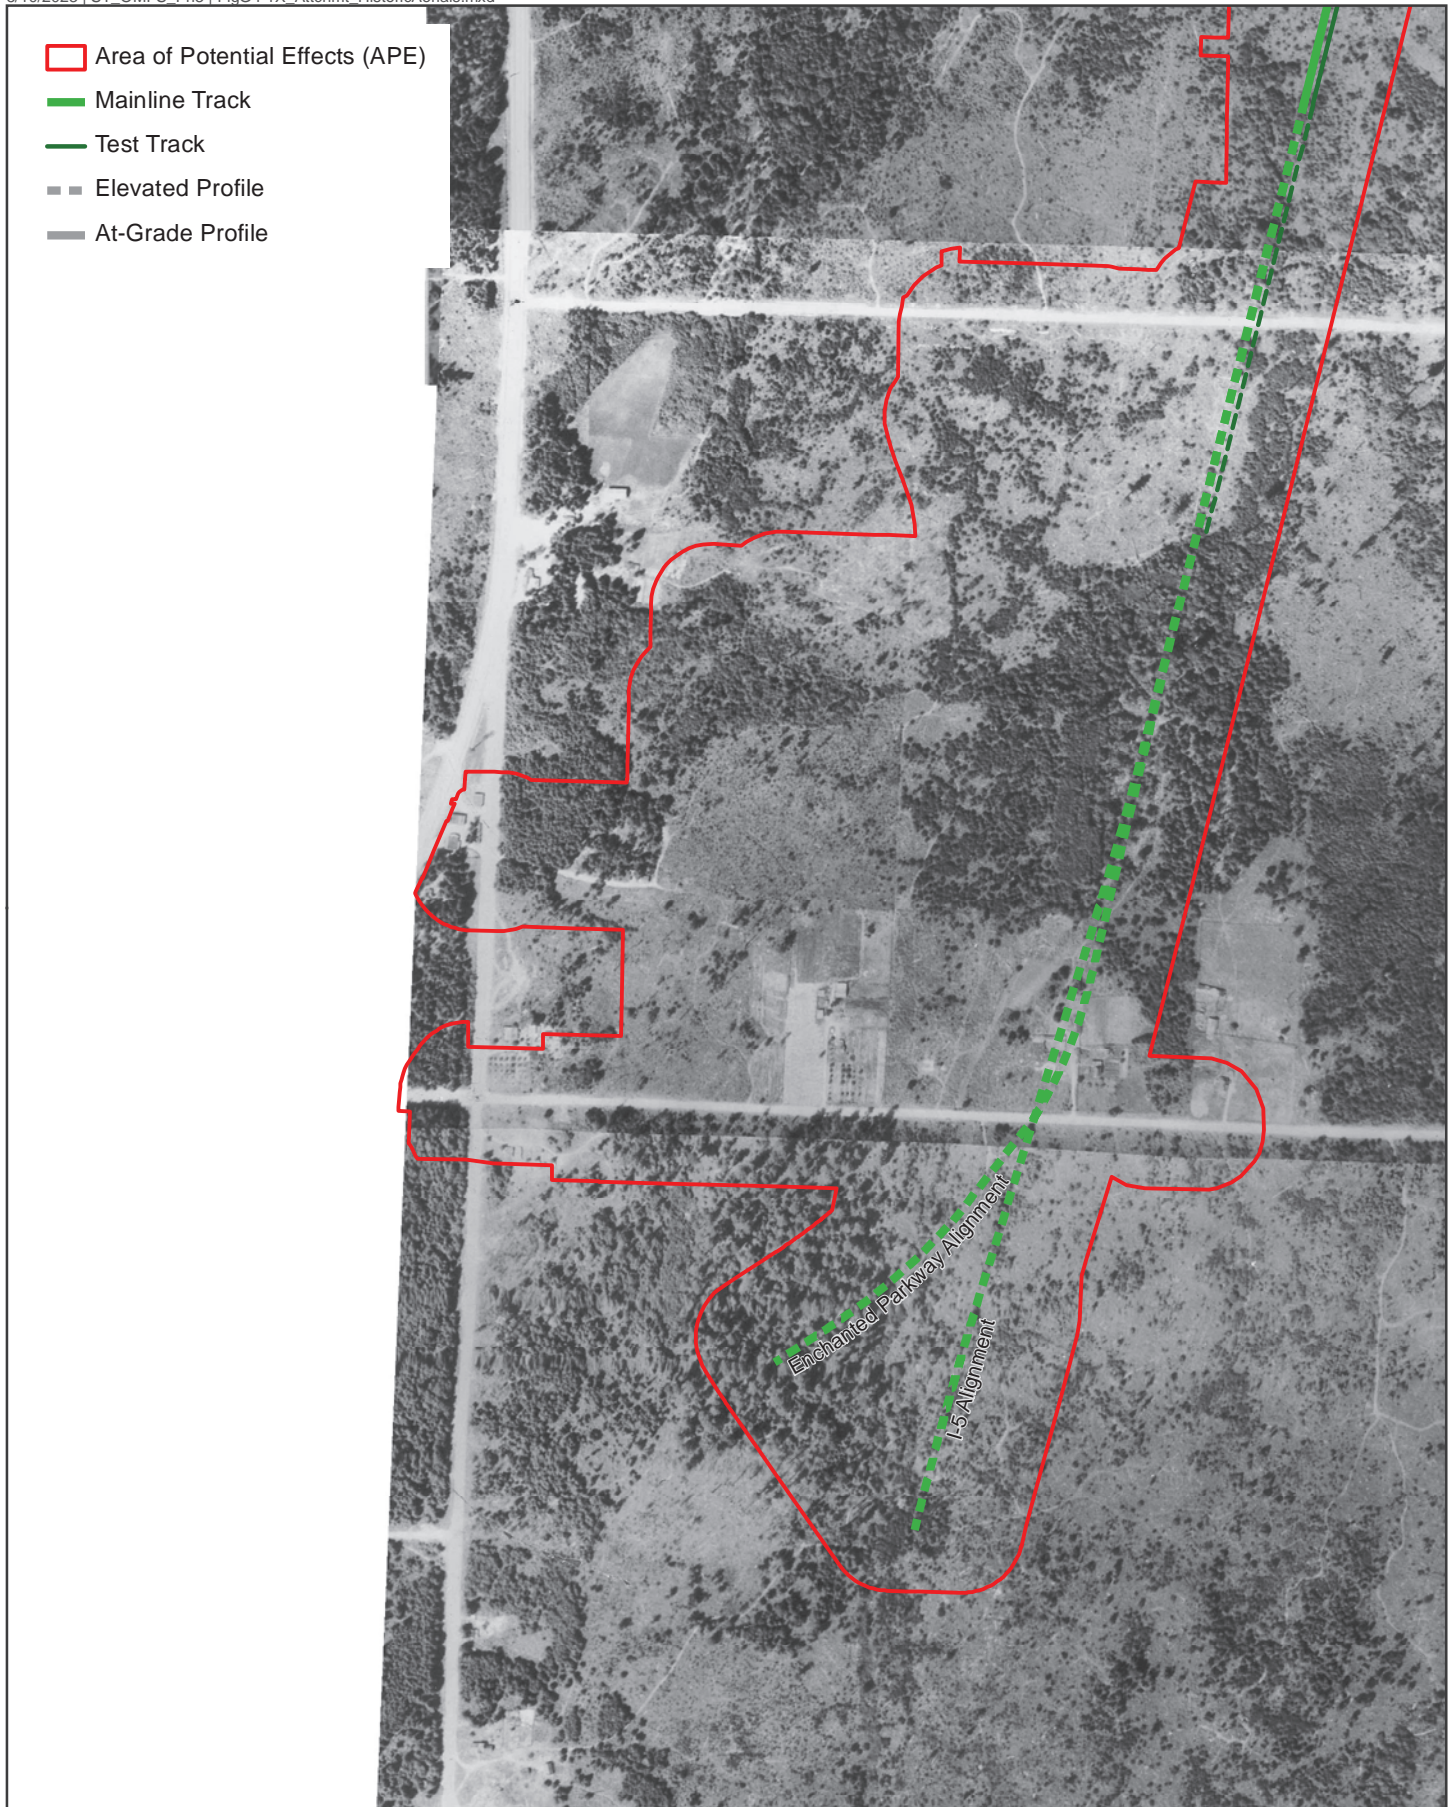 Area of Potential Effects (APE)
Mainline Track
Test Track
Elevated Profile
At-Grade Profile
Enchanted Parkway Alignment
I-5 Alignment